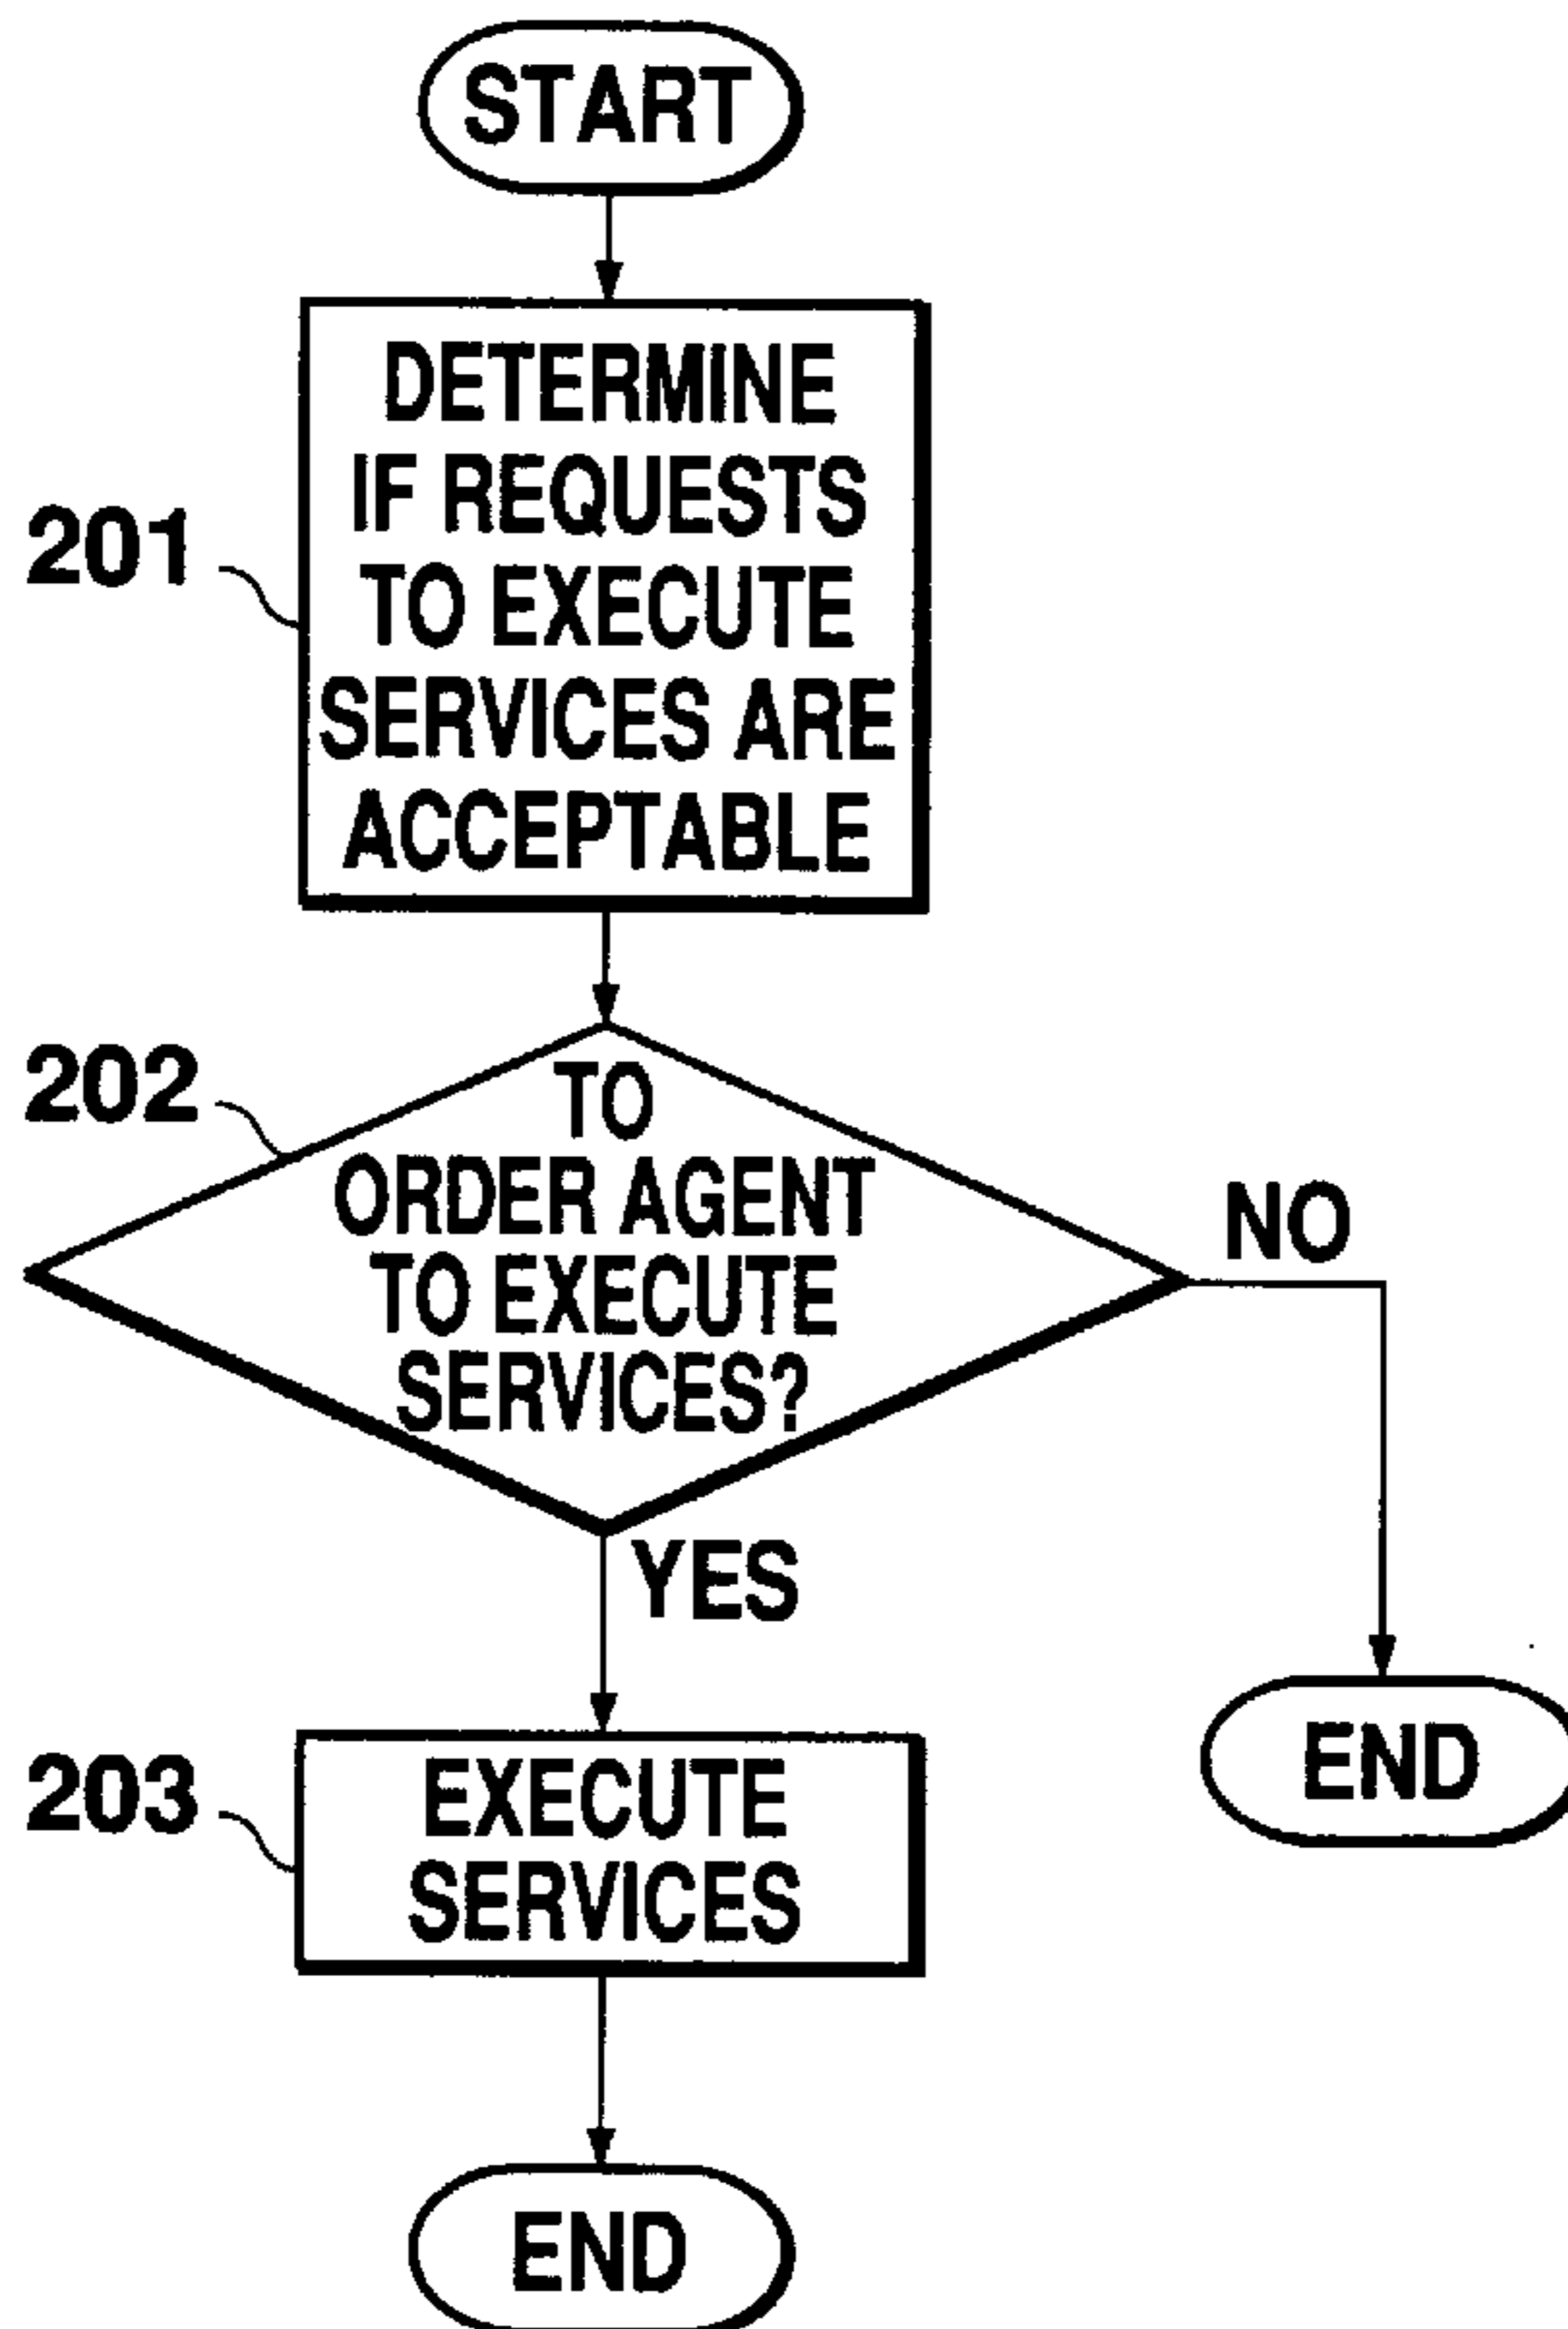 START
DETERMINE
IF REQUESTS
201
TO EXECUTE
SERVICES ARE
ACCEPTABLE
202
TO
ORDER AGENT
TO EXECUTE
SERVICES?
NO
YES
203
EXECUTE
SERVICES
END
END